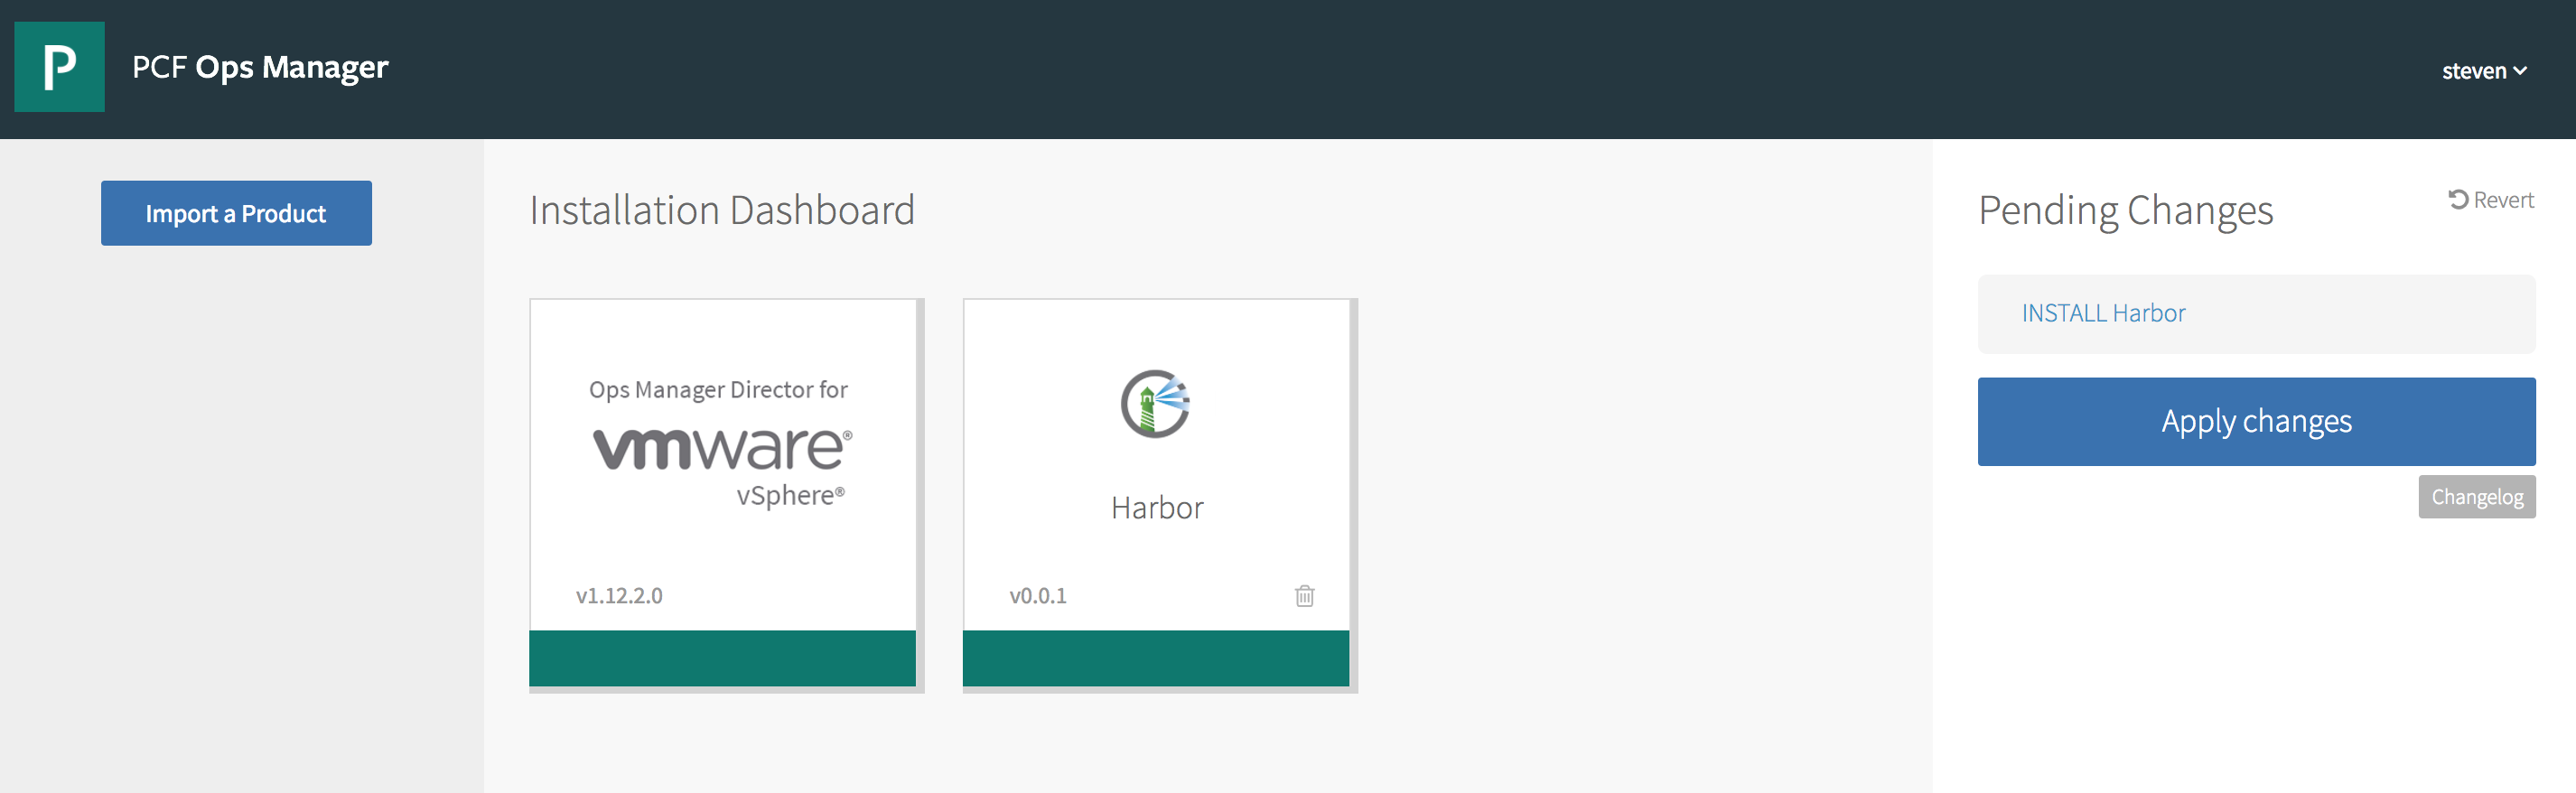 P
PCF Ops Manager
steven
Import a Product
Installation Dashboard
Ops Manager Director for
vmware®
vSphere®
v1.12.2.0
Harbor
v0.0.1
Pending Changes
Revert
INSTALL Harbor
Apply changes
Changelog